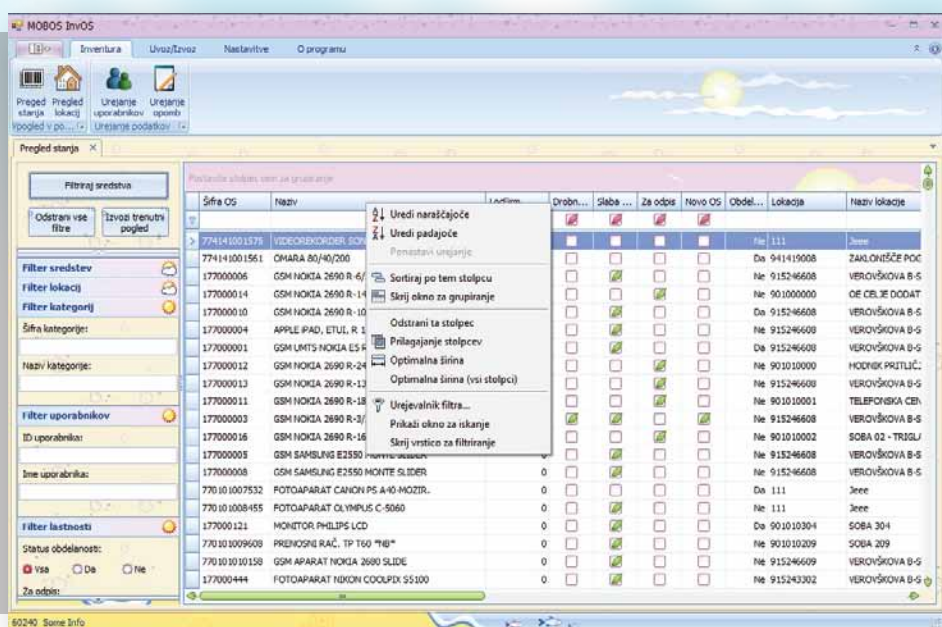 MOBOS InvOS
Inventura Uvoz/Izvoz Nastavitve O programu
Preged stanja Pregled lokacij Urejanje uporabnikov Urejanje opomb
Vpogled v po... Urejanje podatkov
Pregled stanja
Filtriraj sredstva
Odstrani vse filtre
Izvozi trenutni pogled
Filter sredstev
Filter lokacij
Filter kategorij
Šifra kategorije:
Naziv kategorije:
Filter uporabnikov
ID uporabnika:
Ime uporabnika:
Filter lastnosti
Status obdelanosti:
Vsa Da Ne
Za odpis:
Šifra OS Naziv Drobn... Slaba ... Za odpis Novo OS Obdel... Lokacija Naziv lokacije
774141001575 VIDEOREKORDER SON Ne 111 Jeee
774141001561 OMARA 80/40/200 Da 941419008 ZAKLONIŠČE POC
177000006 GSM NOKIA 2690 R-6/ Ne 915246608 VEROVŠKOVA B-S
177000014 GSM NOKIA 2690 R-14 Ne 901000000 OE CELJE DODAT
177000010 GSM NOKIA 2690 R-10 Da 915246608 VEROVŠKOVA B-S
177000004 APPLE IPAD, ETUI, R 1 Ne 915246608 VEROVŠKOVA B-S
177000001 GSM UMTS NOKIA E5 R Da 915246608 VEROVŠKOVA B-S
177000012 GSM NOKIA 2690 R-24 Ne 901010000 HODNIK PRITLIČ:
177000013 GSM NOKIA 2690 R-13 Ne 915246608 VEROVŠKOVA B-S
177000011 GSM NOKIA 2690 R-18 Ne 901010001 TELEFONSKA CEN
177000003 GSM NOKIA 2690 R-3/ Ne 915246608 VEROVŠKOVA B-S
177000016 GSM NOKIA 2690 R-16 Ne 901010002 SOBA 02 - TRIGL/
177000005 GSM SAMSUNG E2550 MONTE SLIDER Ne 915246608 VEROVŠKOVA B-S
177000008 GSM SAMSUNG E2550 MONTE SLIDER 0 Ne 915246608 VEROVŠKOVA B-S
770101007532 FOTOAPARAT CANON PS A40-MOZIR. 0 Da 111 Jeee
770101008455 FOTOAPARAT OLYMPUS C-5060 0 Ne 111 Jeee
177000121 MONITOR PHILIPS LCD 0 Da 901010304 SOBA 304
770101009608 PRENOSNI RAČ. TP T60 *NB* 0 Ne 901010209 SOBA 209
770101010158 GSM APARAT NOKIA 2680 SLIDE 0 Ne 915246609 VEROVŠKOVA B-S
177000444 FOTOAPARAT NIKON COOLPIX S5100 0 Ne 915243302 VEROVŠKOVA B-S
Uredi naraščajoče
Uredi padajoče
Ponastavi urejanje
Sortiraj po tem stolpcu
Skrij okno za grupiranje
Odstrani ta stolpec
Prilagajanje stolpcev
Optimalna širina
Optimalna širina (vsi stolpci)
Urejevalnik filtra...
Prikaži okno za iskanje
Skrij vrstico za filtriranje
60240 Some Info